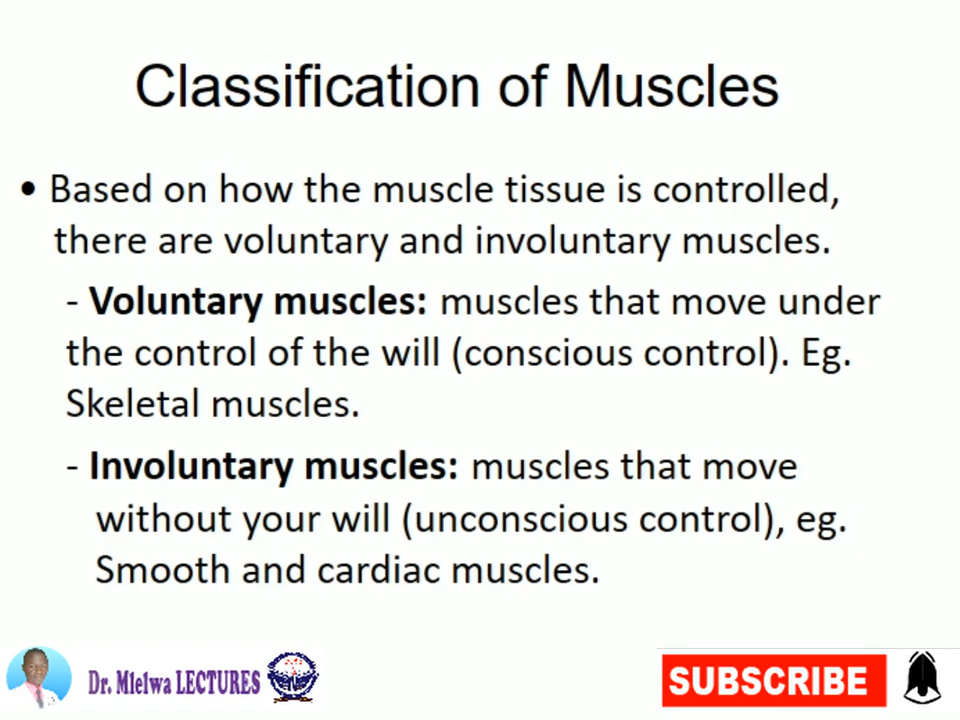 Classification of Muscles
• Based on how the muscle tissue is controlled,
there are voluntary and involuntary muscles.
- Voluntary muscles: muscles that move under
the control of the will (conscious control). Eg.
Skeletal muscles.
- Involuntary muscles: muscles that move
without your will (unconscious control), eg.
Smooth and cardiac muscles.
Dr. Mlelwa LECTURES
SUBSCRIBE